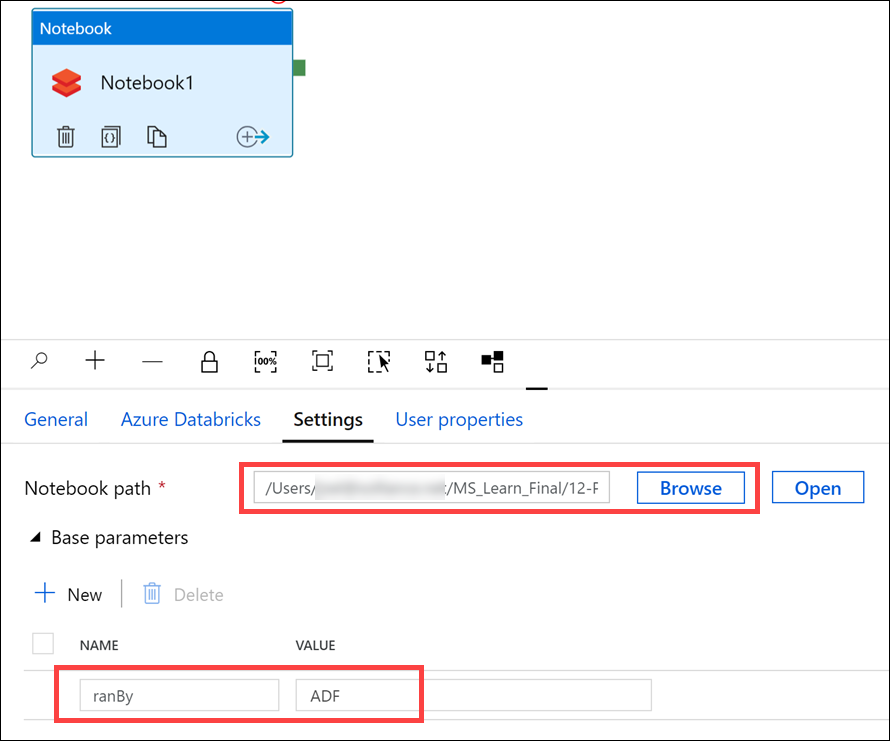 Notebook
Notebook1
100%
General Azure Databricks Settings User properties
Notebook path * /Users/ /MS_Learn_Final/12- Browse Open
Base parameters
New Delete
NAME VALUE
ranBy ADF